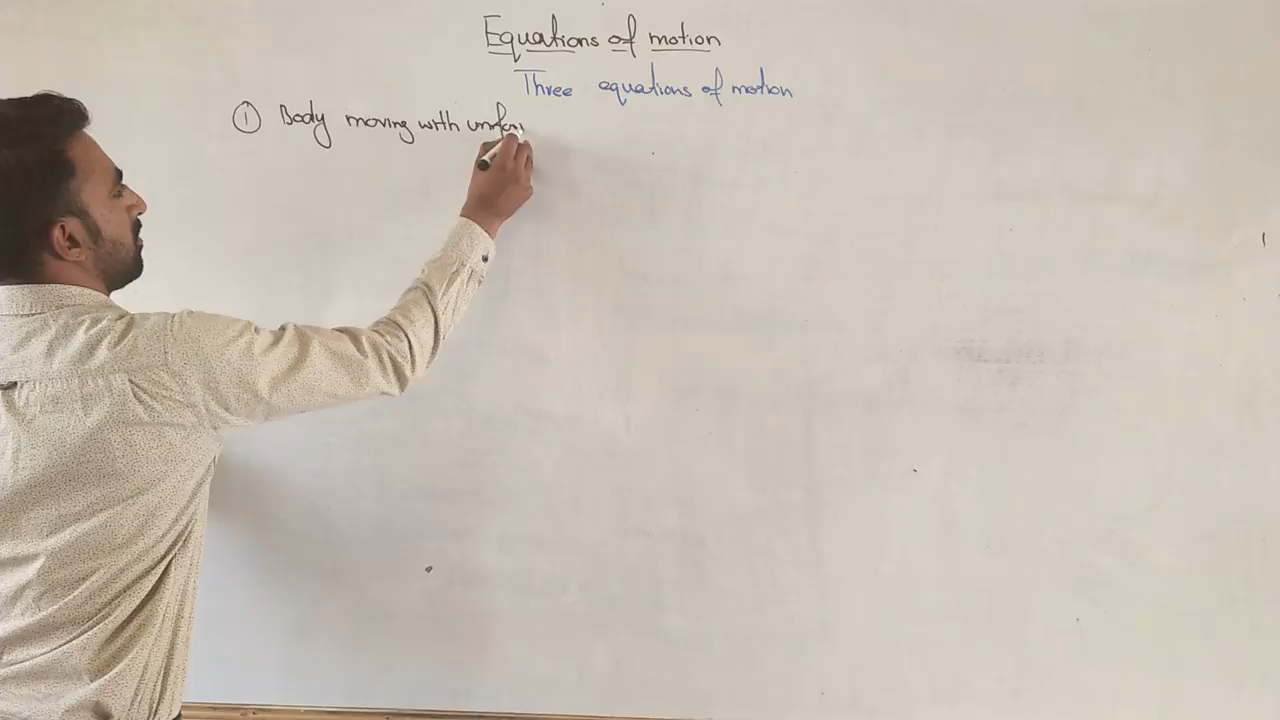 Equations of motion
Three equations of motion
① Body moving with